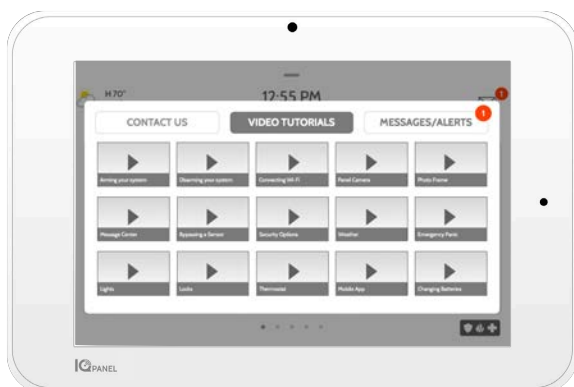 H 70°
12:55 PM
1
CONTACT US
VIDEO TUTORIALS
MESSAGES/ALERTS
1
Arming your system
Disarming your system
Connecting Wi-Fi
Panel Camera
Photo Frame
Message Center
Bypassing a Sensor
Security Options
Weather
Emergency Panic
Lights
Locks
Thermostat
Mobile App
Changing Batteries
IQ PANEL